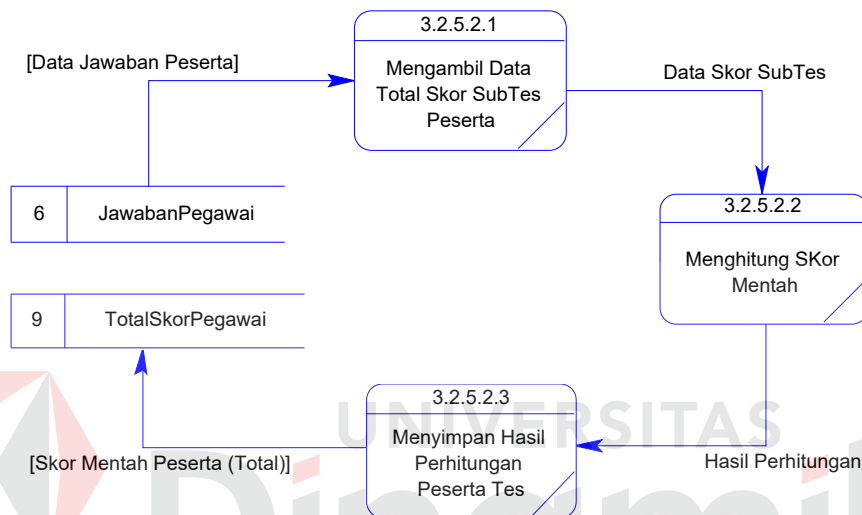 3.2.5.2.1
[Data Jawaban Peserta]
Mengambil Data
Total Skor SubTes
Peserta
Data Skor SubTes
6 JawabanPegawai
3.2.5.2.2
Menghitung SKor
Mentah
9 TotalSkorPegawai
3.2.5.2.3
UNIVERSITAS
Menyimpan Hasil
Perhitungan
Peserta Tes
[Skor Mentah Peserta (Total)]
Hasil Perhitungan